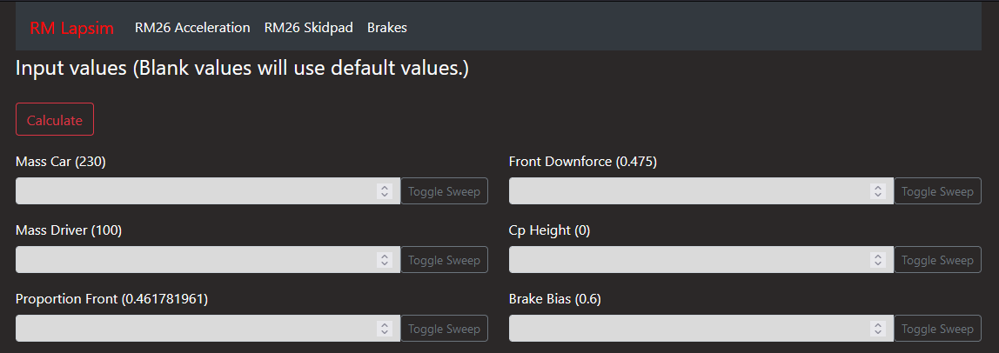 RM Lapsim RM26 Acceleration RM26 Skidpad Brakes
Input values (Blank values will use default values.)
Calculate
Mass Car (230) Front Downforce (0.475)
Toggle Sweep Toggle Sweep
Mass Driver (100) Cp Height (0)
Toggle Sweep Toggle Sweep
Proportion Front (0.461781961) Brake Bias (0.6)
Toggle Sweep Toggle Sweep